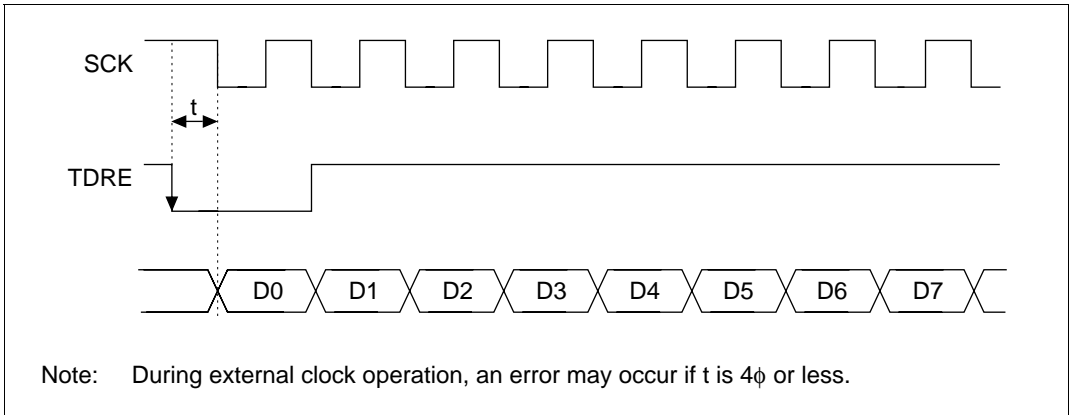 SCK
t
TDRE
D0 D1 D2 D3 D4 D5 D6 D7
Note: During external clock operation, an error may occur if t is 4ϕ or less.